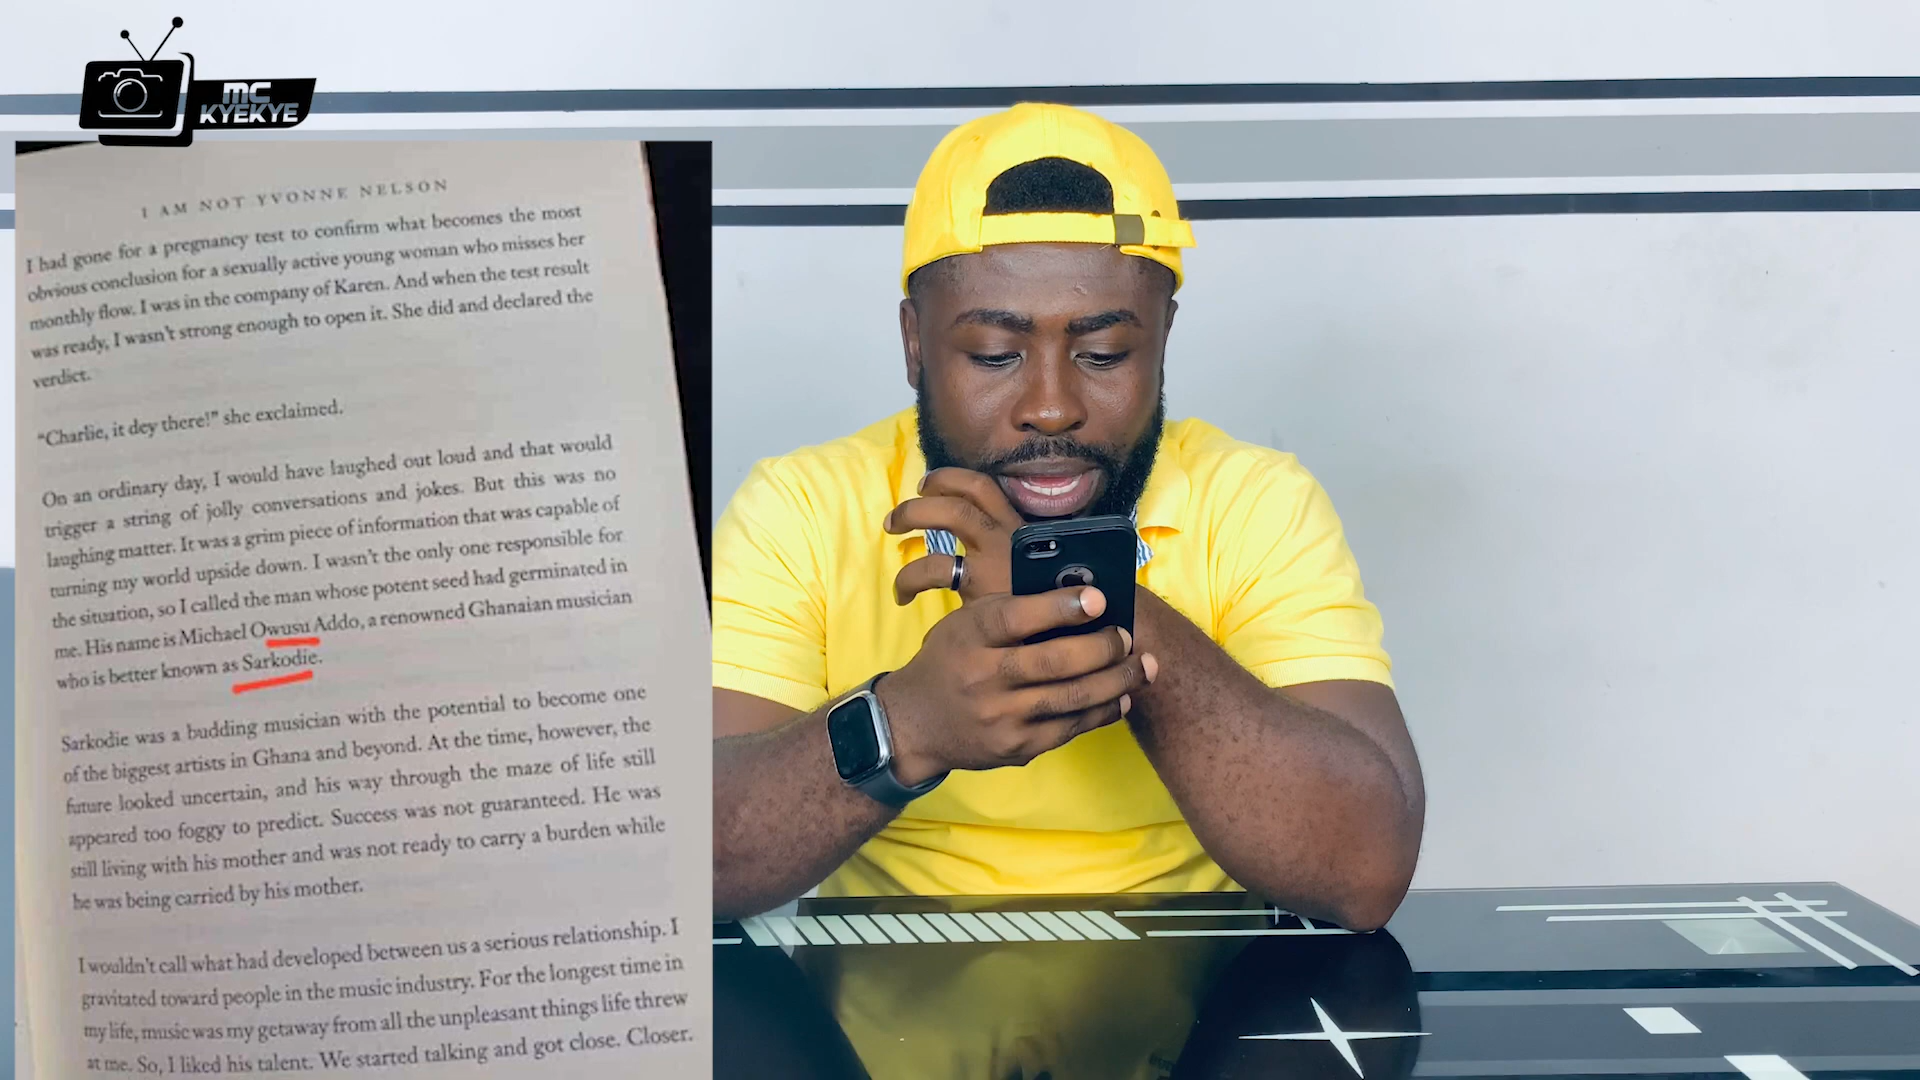 MC
KYEKYE
I AM NOT YVONNE NELSON
I had gone for a pregnancy test to confirm what becomes the most
obvious conclusion for a sexually active young woman who misses her
monthly flow. I was in the company of Karen. And when the test result
was ready, I wasn't strong enough to open it. She did and declared the
verdict.
"Charlie, it dey there!" she exclaimed.
On an ordinary day, I would have laughed out loud and that would
trigger a string of jolly conversations and jokes. But this was no
laughing matter. It was a grim piece of information that was capable of
turning my world upside down. I wasn't the only one responsible for
the situation, so I called the man whose potent seed had germinated in
me. His name is Michael Owusu Addo, a renowned Ghanaian musician
who is better known as Sarkodie.
Sarkodie was a budding musician with the potential to become one
of the biggest artists in Ghana and beyond. At the time, however, the
future looked uncertain, and his way through the maze of life still
appeared too foggy to predict. Success was not guaranteed. He was
still living with his mother and was not ready to carry a burden while
he was being carried by his mother.
I wouldn't call what had developed between us a serious relationship. I
gravitated toward people in the music industry. For the longest time in
my life, music was my getaway from all the unpleasant things life threw
at me. So, I liked his talent. We started talking and got close. Closer.